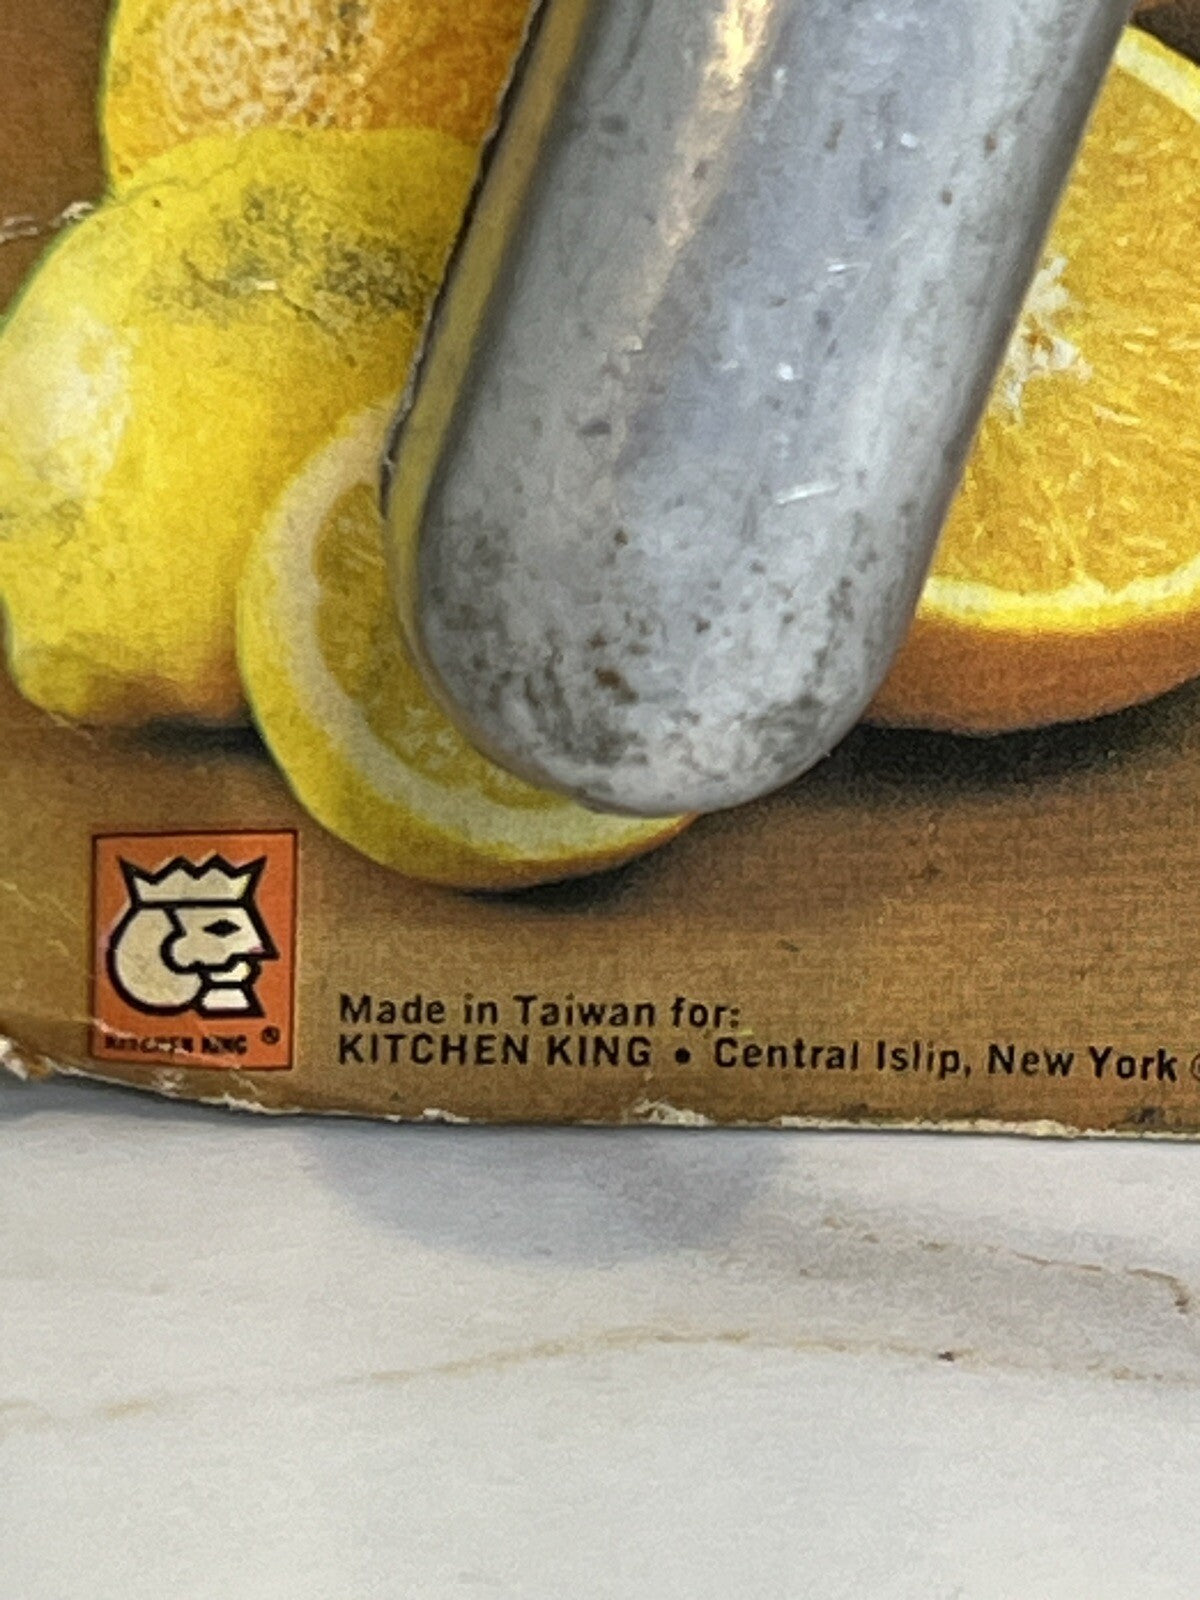 KITCHEN KING ®
Made in Taiwan for:
KITCHEN KING • Central Islip, New York ©